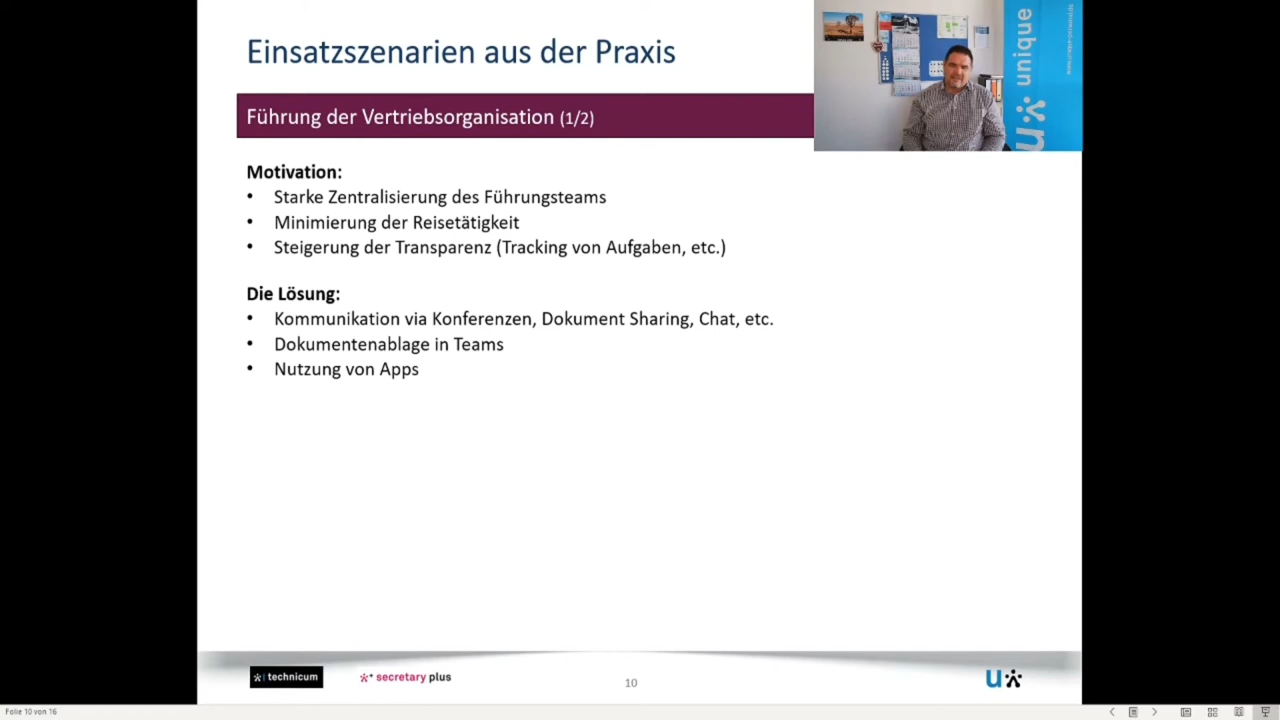 Einsatzszenarien aus der Praxis
unique
Führung der Vertriebsorganisation (1/2)
Motivation:
• Starke Zentralisierung des Führungsteams
• Minimierung der Reisetätigkeit
• Steigerung der Transparenz (Tracking von Aufgaben, etc.)
Die Lösung:
• Kommunikation via Konferenzen, Dokument Sharing, Chat, etc.
• Dokumentenablage in Teams
• Nutzung von Apps
technicum
secretary plus
10
u
Folie 10 von 16